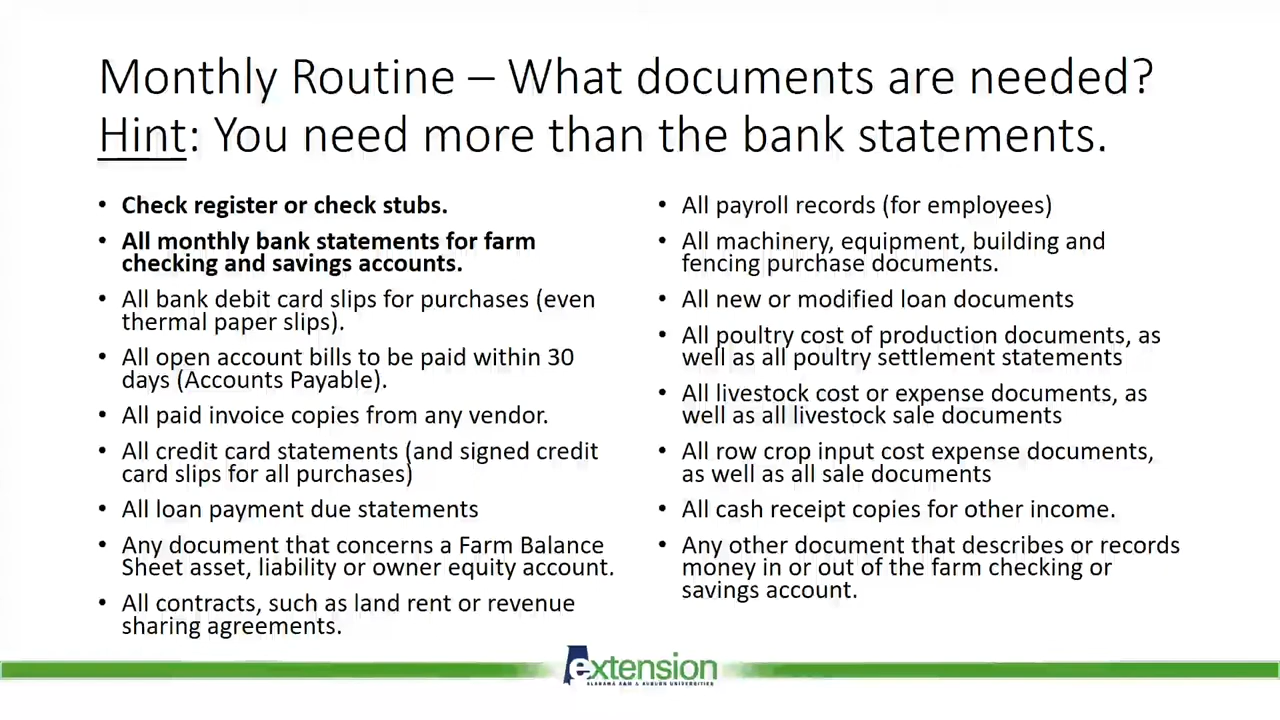 Monthly Routine – What documents are needed?
Hint: You need more than the bank statements.
• Check register or check stubs.
• All monthly bank statements for farm
checking and savings accounts.
• All bank debit card slips for purchases (even
thermal paper slips).
• All open account bills to be paid within 30
days (Accounts Payable).
• All paid invoice copies from any vendor.
• All credit card statements (and signed credit
card slips for all purchases)
• All loan payment due statements
• Any document that concerns a Farm Balance
Sheet asset, liability or owner equity account.
• All contracts, such as land rent or revenue
sharing agreements.
• All payroll records (for employees)
• All machinery, equipment, building and
fencing purchase documents.
• All new or modified loan documents
• All poultry cost of production documents, as
well as all poultry settlement statements
• All livestock cost or expense documents, as
well as all livestock sale documents
• All row crop input cost expense documents,
as well as all sale documents
• All cash receipt copies for other income.
• Any other document that describes or records
money in or out of the farm checking or
savings account.
extension
ALABAMA A&M & AUBURN UNIVERSITIES